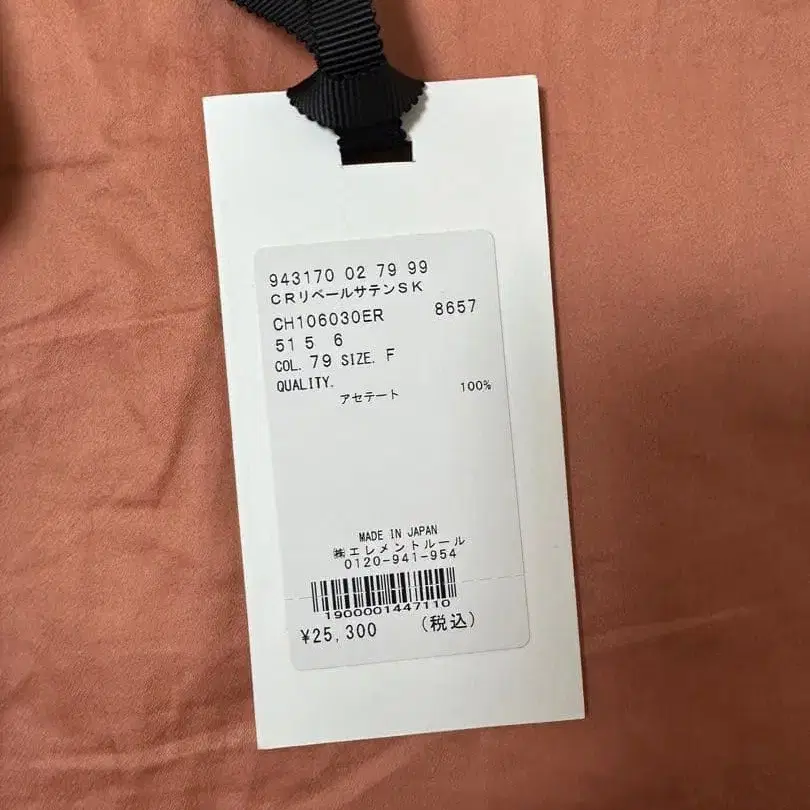 943170 02 79 99
CRリベールサテンSK
CH106030ER 8657
51 5 6
COL. 79 SIZE. F
QUALITY.
アセテート 100%
MADE IN JAPAN
㈱エレメントルール
0120-941-954
1900001447110
¥25,300 (税込)